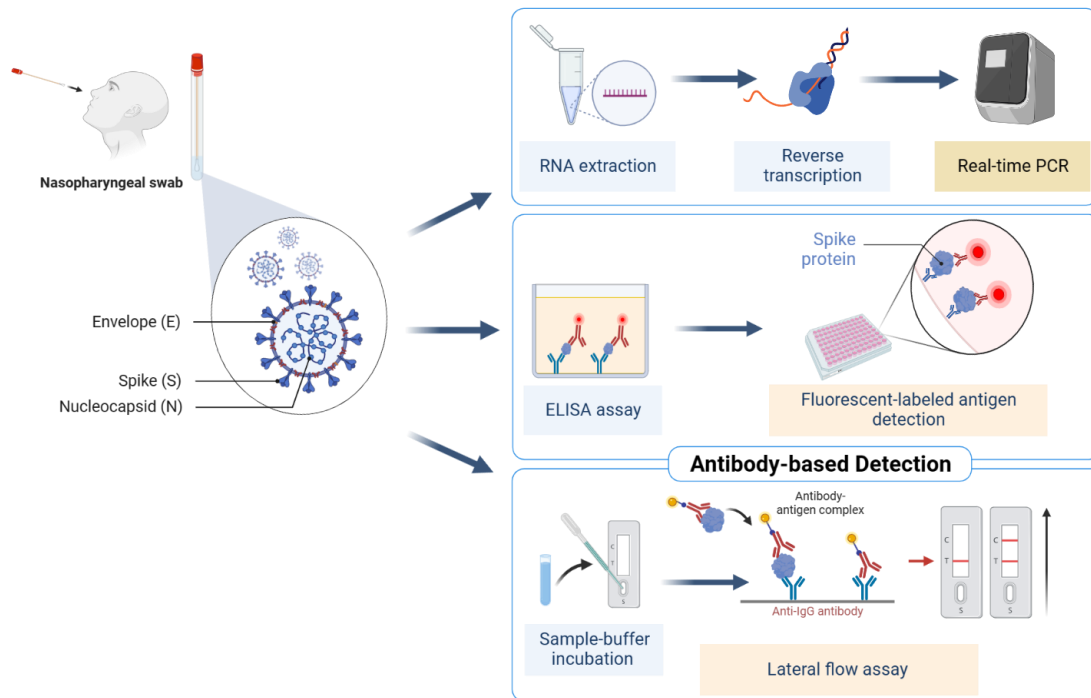 Nasopharyngeal swab
Envelope (E)
Spike (S)
Nucleocapsid (N)
RNA extraction
Reverse
transcription
Real-time PCR
Spike
protein
ELISA assay
Fluorescent-labeled antigen
detection
Antibody-based Detection
Antibody-
antigen complex
C
T
S
Anti-IgG antibody
C
T
S
C
T
S
Sample-buffer
incubation
Lateral flow assay